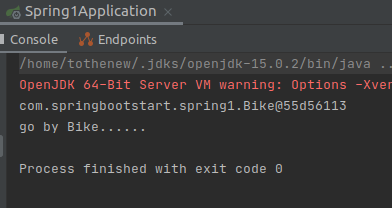 Spring1Application ×
Console Endpoints
/home/tothenew/.jdks/openjdk-15.0.2/bin/java ..
OpenJDK 64-Bit Server VM warning: Options -Xver
com.springbootstart.spring1.Bike@55d56113
go by Bike......
Process finished with exit code 0